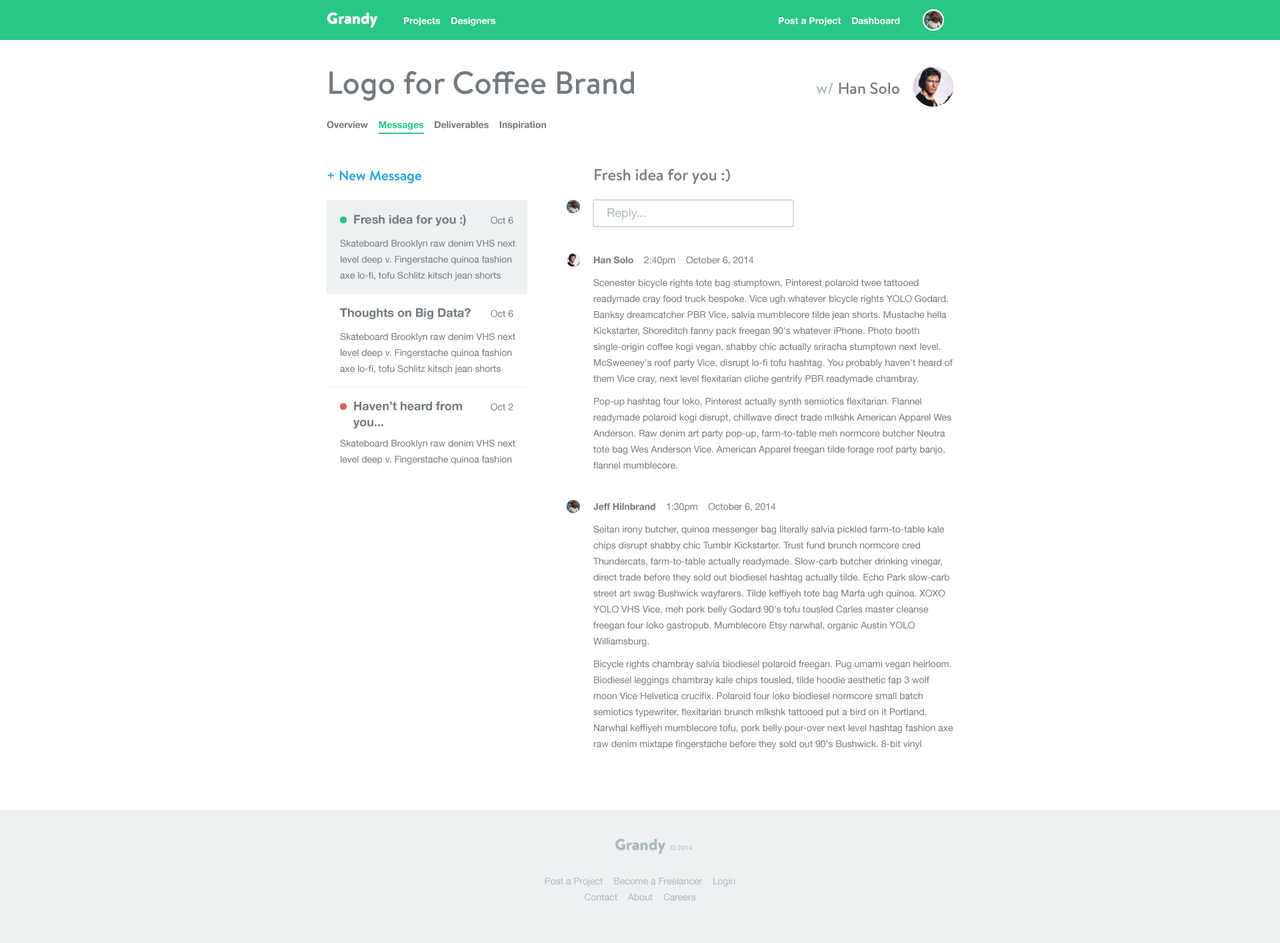 Grandy Projects Designers Post a Project Dashboard
Logo for Coffee Brand
w/ Han Solo
Overview Messages Deliverables Inspiration
+ New Message
Fresh idea for you :) Oct 6
Skateboard Brooklyn raw denim VHS next
level deep v. Fingerstache quinoa fashion
axe lo-fi, tofu Schlitz kitsch jean shorts
Thoughts on Big Data? Oct 6
Skateboard Brooklyn raw denim VHS next
level deep v. Fingerstache quinoa fashion
axe lo-fi, tofu Schlitz kitsch jean shorts
Haven't heard from Oct 2
you...
Skateboard Brooklyn raw denim VHS next
level deep v. Fingerstache quinoa fashion
Fresh idea for you :)
Reply...
Han Solo 2:40pm October 6, 2014
Scenester bicycle rights tote bag stumptown, Pinterest polaroid twee tattooed
readymade cray food truck bespoke. Vice ugh whatever bicycle rights YOLO Godard.
Banksy dreamcatcher PBR Vice, salvia mumblecore tilde jean shorts. Mustache hella
Kickstarter, Shoreditch fanny pack freegan 90's whatever iPhone. Photo booth
single-origin coffee kogi vegan, shabby chic actually sriracha stumptown next level.
McSweeney's roof party Vice, disrupt lo-fi tofu hashtag. You probably haven't heard of
them Vice cray, next level flexitarian cliche gentrify PBR readymade chambray.
Pop-up hashtag four loko, Pinterest actually synth semiotics flexitarian. Flannel
readymade polaroid kogi disrupt, chillwave direct trade mlkshk American Apparel Wes
Anderson. Raw denim art party pop-up, farm-to-table meh normcore butcher Neutra
tote bag Wes Anderson Vice. American Apparel freegan tilde forage roof party banjo,
flannel mumblecore.
Jeff Hilnbrand 1:30pm October 6, 2014
Seitan irony butcher, quinoa messenger bag literally salvia pickled farm-to-table kale
chips disrupt shabby chic Tumblr Kickstarter. Trust fund brunch normcore cred
Thundercats, farm-to-table actually readymade. Slow-carb butcher drinking vinegar,
direct trade before they sold out biodiesel hashtag actually tilde. Echo Park slow-carb
street art swag Bushwick wayfarers. Tilde keffiyeh tote bag Marfa ugh quinoa. XOXO
YOLO VHS Vice, meh pork belly Godard 90's tofu tousled Carles master cleanse
freegan four loko gastropub. Mumblecore Etsy narwhal, organic Austin YOLO
Williamsburg.
Bicycle rights chambray salvia biodiesel polaroid freegan. Pug umami vegan heirloom.
Biodiesel leggings chambray kale chips tousled, tilde hoodie aesthetic fap 3 wolf
moon Vice Helvetica crucifix. Polaroid four loko biodiesel normcore small batch
semiotics typewriter, flexitarian brunch mlkshk tattooed put a bird on it Portland.
Narwhal keffiyeh mumblecore tofu, pork belly pour-over next level hashtag fashion axe
raw denim mixtape fingerstache before they sold out 90's Bushwick. 8-bit vinyl
Grandy © 2014
Post a Project Become a Freelancer Login
Contact About Careers